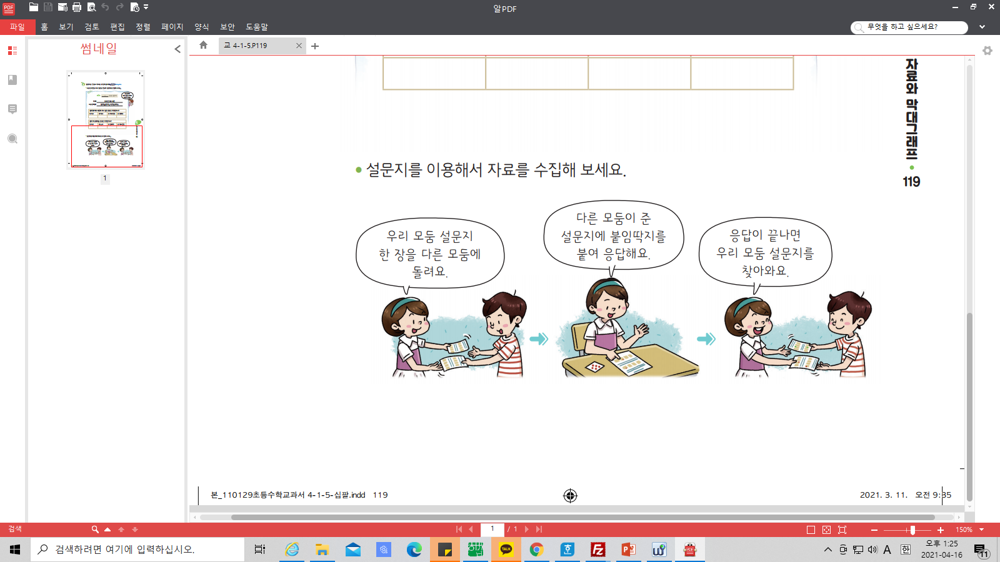 알PDF
파일 홈 보기 검토 편집 정렬 페이지 양식 보안 도움말
무엇을 하고 싶으세요?
썸네일
교 4-1-5.P119
1
자료와 막대그래프
119
설문지를 이용해서 자료를 수집해 보세요.
우리 모둠 설문지
한 장을 다른 모둠에
돌려요.
다른 모둠이 준
설문지에 붙임딱지를
붙여 응답해요.
응답이 끝나면
우리 모둠 설문지를
찾아와요.
본_110129초등수학교과서 4-1-5-십팔.indd 119
2021. 3. 11. 오전 9:35
검색
1 / 1
150%
검색하려면 여기에 입력하십시오.
TALK
A 한
오후 1:25
2021-04-16
11